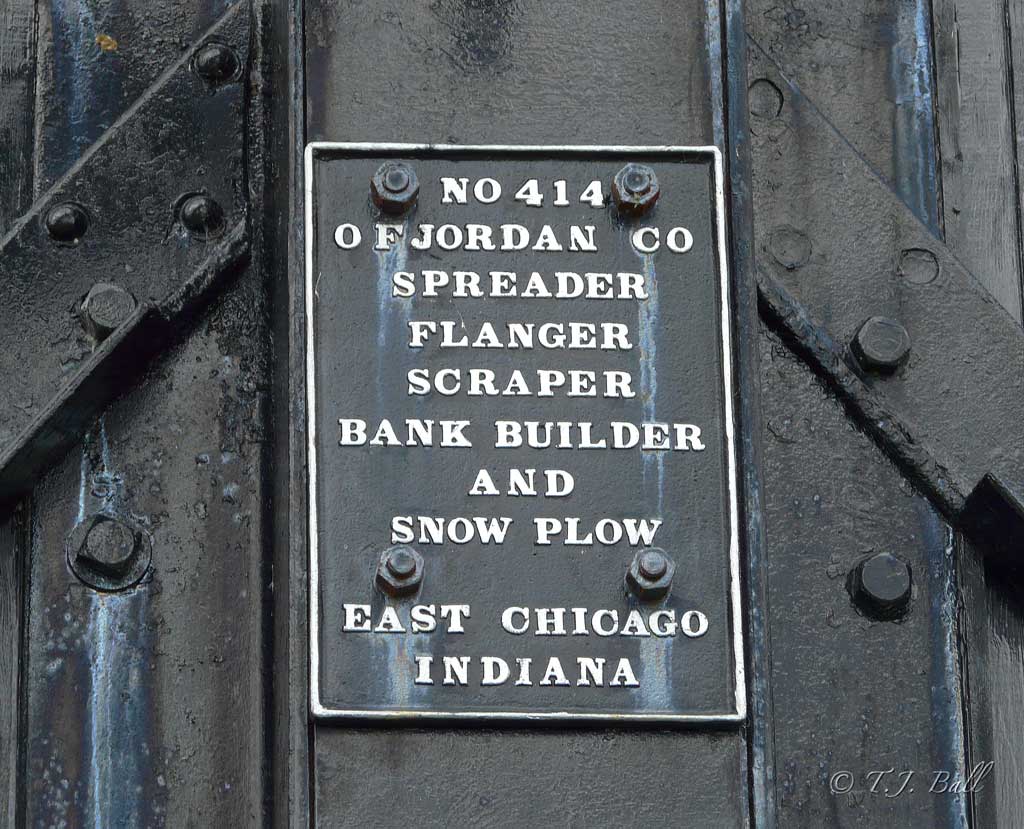 NO 414
O F JORDAN CO
SPREADER
FLANGER
SCRAPER
BANK BUILDER
AND
SNOW PLOW
EAST CHICAGO
INDIANA
© T.J. Ball